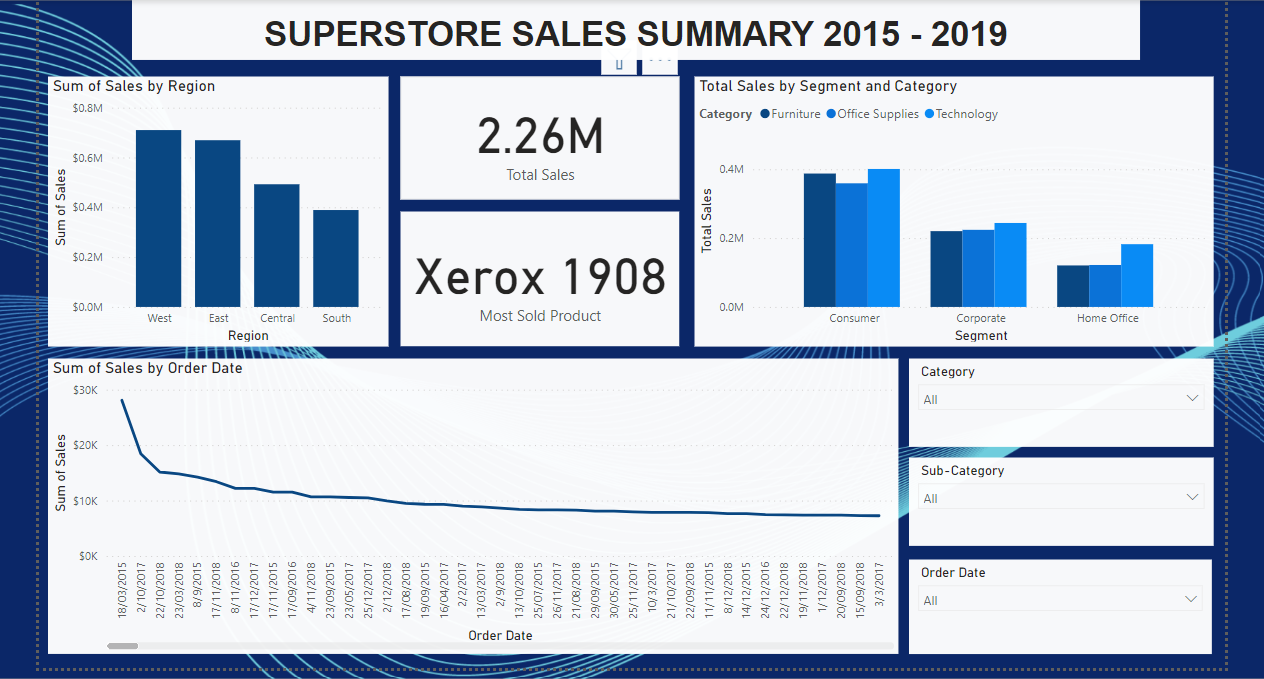 SUPERSTORE SALES SUMMARY 2015 - 2019
Sum of Sales by Region
Sum of Sales
$0.8M
$0.6M
$0.4M
$0.2M
$0.0M
West East Central South
Region
2.26M
Total Sales
Xerox 1908
Most Sold Product
Total Sales by Segment and Category
Category Furniture Office Supplies Technology
Total Sales
0.4M
0.2M
0.0M
Consumer Corporate Home Office
Segment
Sum of Sales by Order Date
Sum of Sales
$30K
$20K
$10K
$0K
18/03/2015
2/10/2017
22/10/2018
23/03/2018
8/9/2015
17/11/2018
8/11/2016
17/12/2017
17/11/2015
17/09/2016
4/11/2018
23/09/2018
23/05/2017
25/12/2017
2/12/2018
17/08/2018
19/09/2015
16/04/2017
2/2/2017
13/03/2017
2/9/2018
13/10/2018
25/07/2015
26/11/2017
21/08/2018
29/09/2015
30/05/2017
25/11/2017
10/3/2017
21/10/2017
22/09/2018
11/11/2015
8/12/2015
14/12/2015
24/12/2016
22/12/2018
19/11/2018
1/12/2017
20/09/2018
15/09/2018
3/3/2017
Order Date
Category
All
Sub-Category
All
Order Date
All